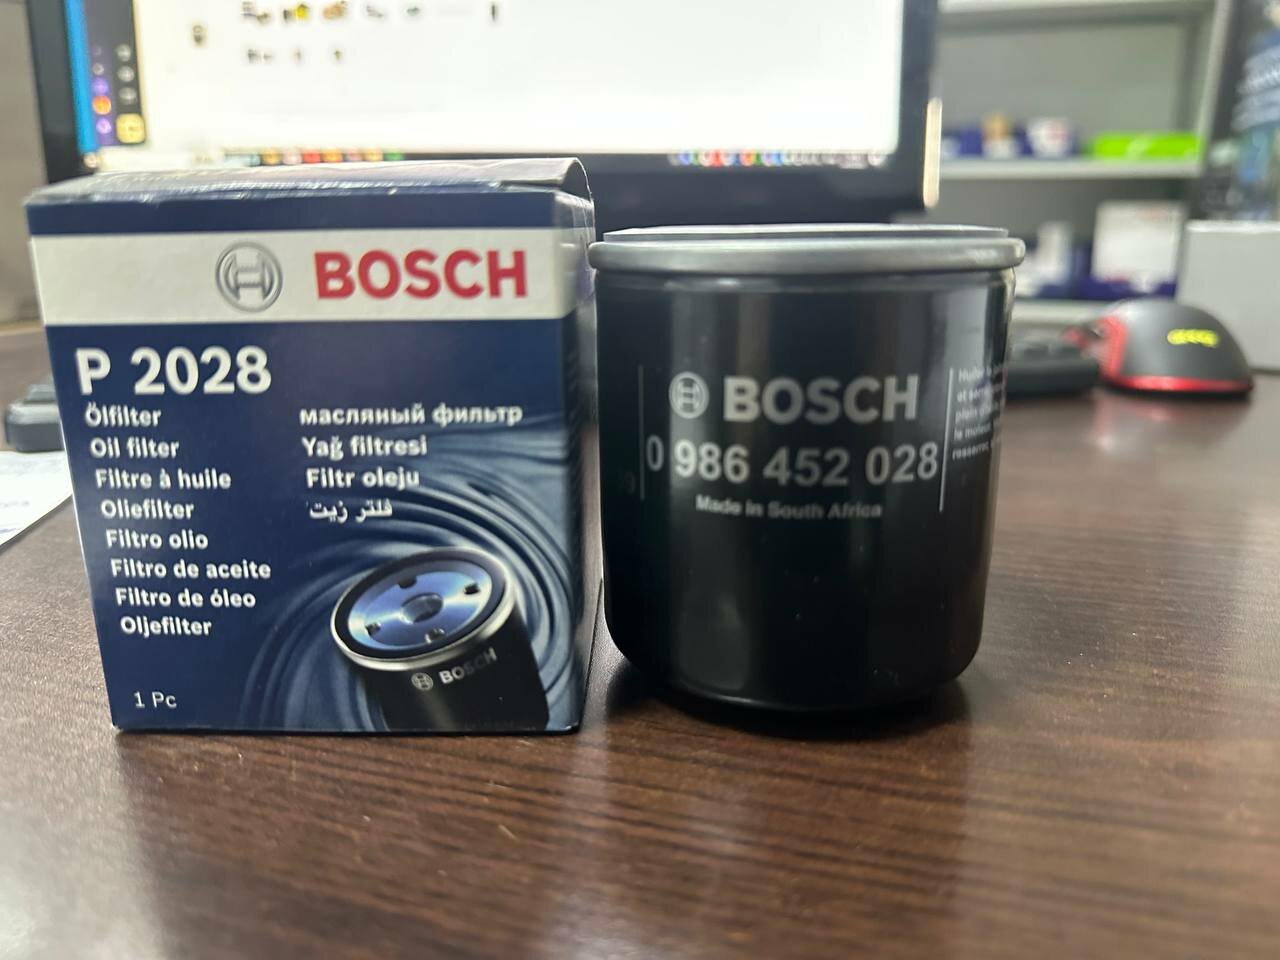 BOSCH
P 2028
Ölfilter
Oil filter
Filtre à huile
Oliefilter
Filtro olio
Filtro de aceite
Filtro de óleo
Oljefilter
масляный фильтр
Yağ filtresi
Filtr oleju
فلتر زيت
BOSCH
1 Pc
BOSCH
0 986 452 028
Made in South Africa